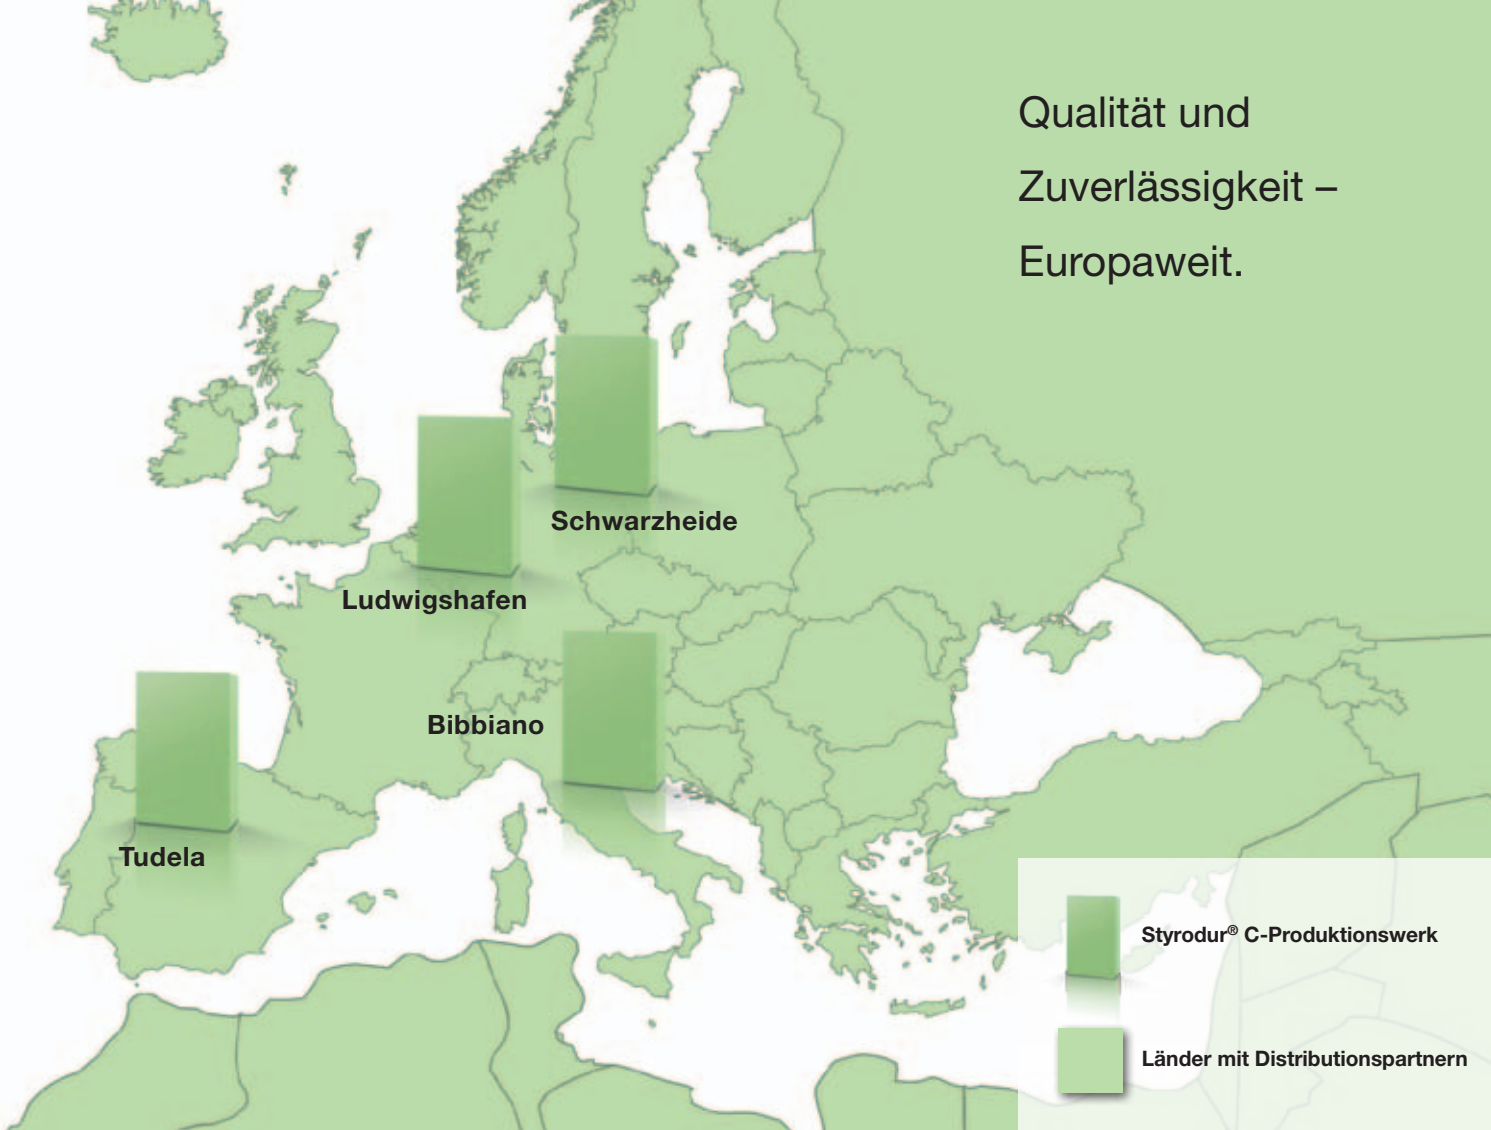 Qualität und
Zuverlässigkeit –
Europaweit.
Schwarzheide
Ludwigshafen
Bibbiano
Tudela
Styrodur® C-Produktionswerk
Länder mit Distributionspartnern